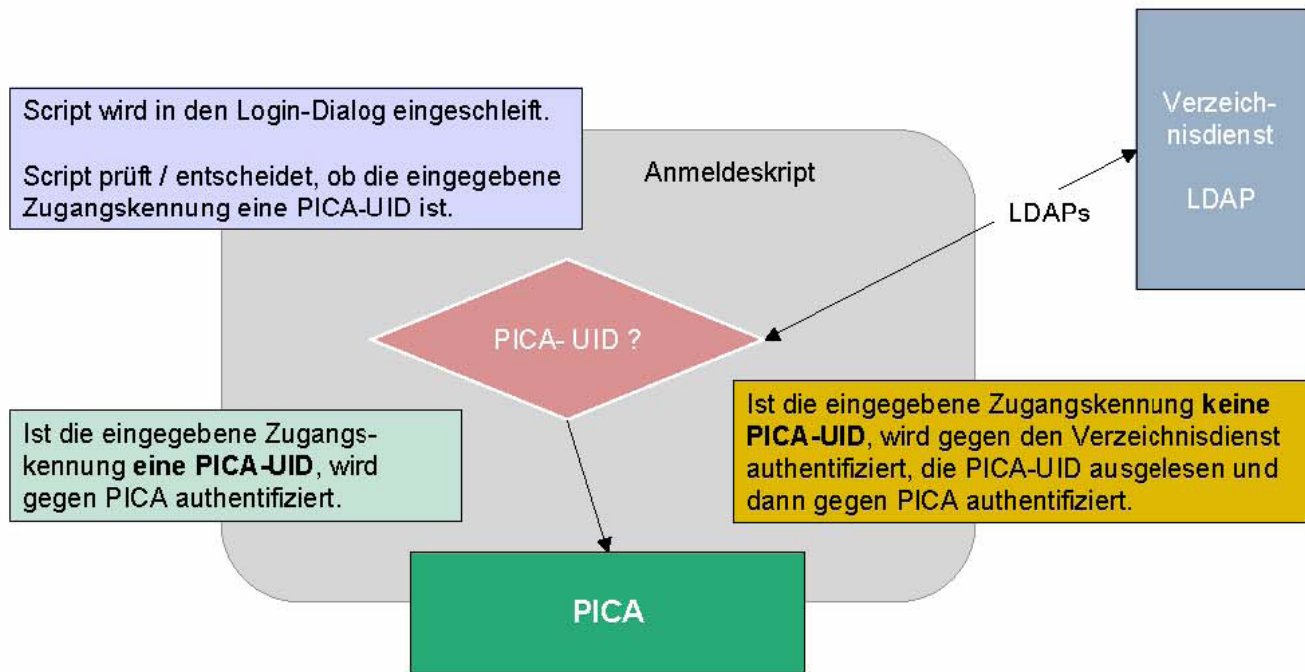 Script wird in den Login-Dialog eingeschleift.
Script prüft / entscheidet, ob die eingegebene
Zugangskennung eine PICA-UID ist.
Anmeldeskript
Verzeich-
nisdienst
LDAP
LDAPs
PICA- UID ?
Ist die eingegebene Zugangs-
kennung eine PICA-UID, wird
gegen PICA authentifiziert.
Ist die eingegebene Zugangskennung keine
PICA-UID, wird gegen den Verzeichnisdienst
authentifiziert, die PICA-UID ausgelesen und
dann gegen PICA authentifiziert.
PICA